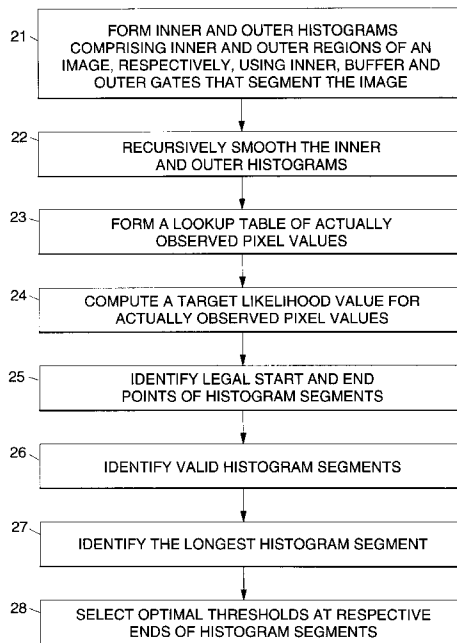 21
FORM INNER AND OUTER HISTOGRAMS
COMPRISING INNER AND OUTER REGIONS OF AN
IMAGE, RESPECTIVELY, USING INNER, BUFFER AND
OUTER GATES THAT SEGMENT THE IMAGE
22
RECURSIVELY SMOOTH THE INNER
AND OUTER HISTOGRAMS
23
FORM A LOOKUP TABLE OF ACTUALLY
OBSERVED PIXEL VALUES
24
COMPUTE A TARGET LIKELIHOOD VALUE FOR
ACTUALLY OBSERVED PIXEL VALUES
25
IDENTIFY LEGAL START AND END
POINTS OF HISTOGRAM SEGMENTS
26
IDENTIFY VALID HISTOGRAM SEGMENTS
27
IDENTIFY THE LONGEST HISTOGRAM SEGMENT
28
SELECT OPTIMAL THRESHOLDS AT RESPECTIVE
ENDS OF HISTOGRAM SEGMENTS